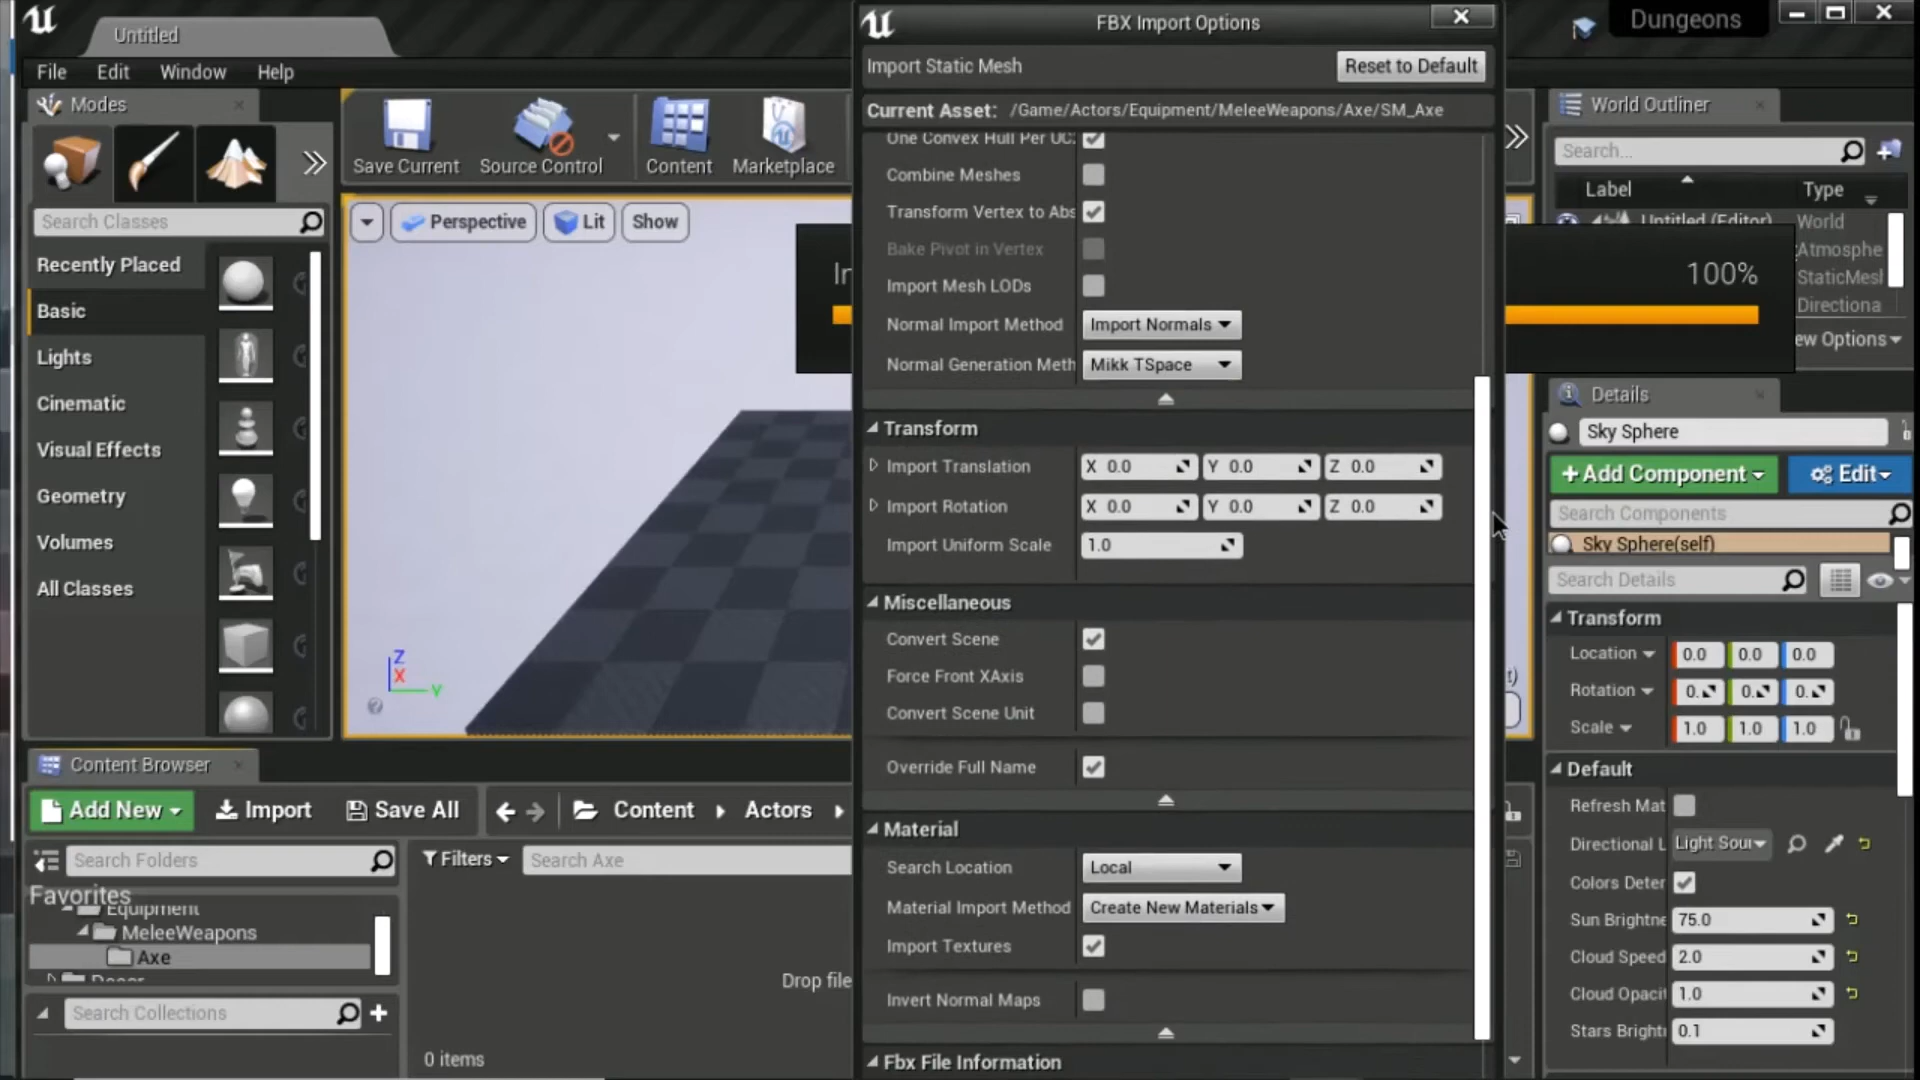 Untitled
Dungeons
File Edit Window Help
Modes
Search Classes
Recently Placed
Basic
Lights
Cinematic
Visual Effects
Geometry
Volumes
All Classes
Save Current
Source Control
Content
Marketplace
Perspective
Lit
Show
Z
X
Y
FBX Import Options
Import Static Mesh
Reset to Default
Current Asset: /Game/Actors/Equipment/MeleeWeapons/Axe/SM_Axe
One Convex Hull Per UC
Combine Meshes
Transform Vertex to Abs
Bake Pivot in Vertex
Import Mesh LODs
Normal Import Method Import Normals
Normal Generation Meth Mikk TSpace
Transform
Import Translation X 0.0 Y 0.0 Z 0.0
Import Rotation X 0.0 Y 0.0 Z 0.0
Import Uniform Scale 1.0
Miscellaneous
Convert Scene
Force Front XAxis
Convert Scene Unit
Override Full Name
Material
Search Location Local
Material Import Method Create New Materials
Import Textures
Invert Normal Maps
Fbx File Information
100%
World Outliner
Search...
Label Type
Untitled (Editor) World
Atmosphe
StaticMesh
Directiona
ew Options
Details
Sky Sphere
+Add Component Edit
Search Components
Sky Sphere(self)
Search Details
Transform
Location 0.0 0.0 0.0
Rotation 0. 0. 0.
Scale 1.0 1.0 1.0
Default
Refresh Mat
Directional L Light Sour
Colors Deter
Sun Brightne 75.0
Cloud Speed 2.0
Cloud Opacit 1.0
Stars Bright 0.1
Content Browser
Add New Import Save All Content Actors
Search Folders
Favorites
Equipment
MeleeWeapons
Axe
Search Collections
Filters Search Axe
Drop file
0 items